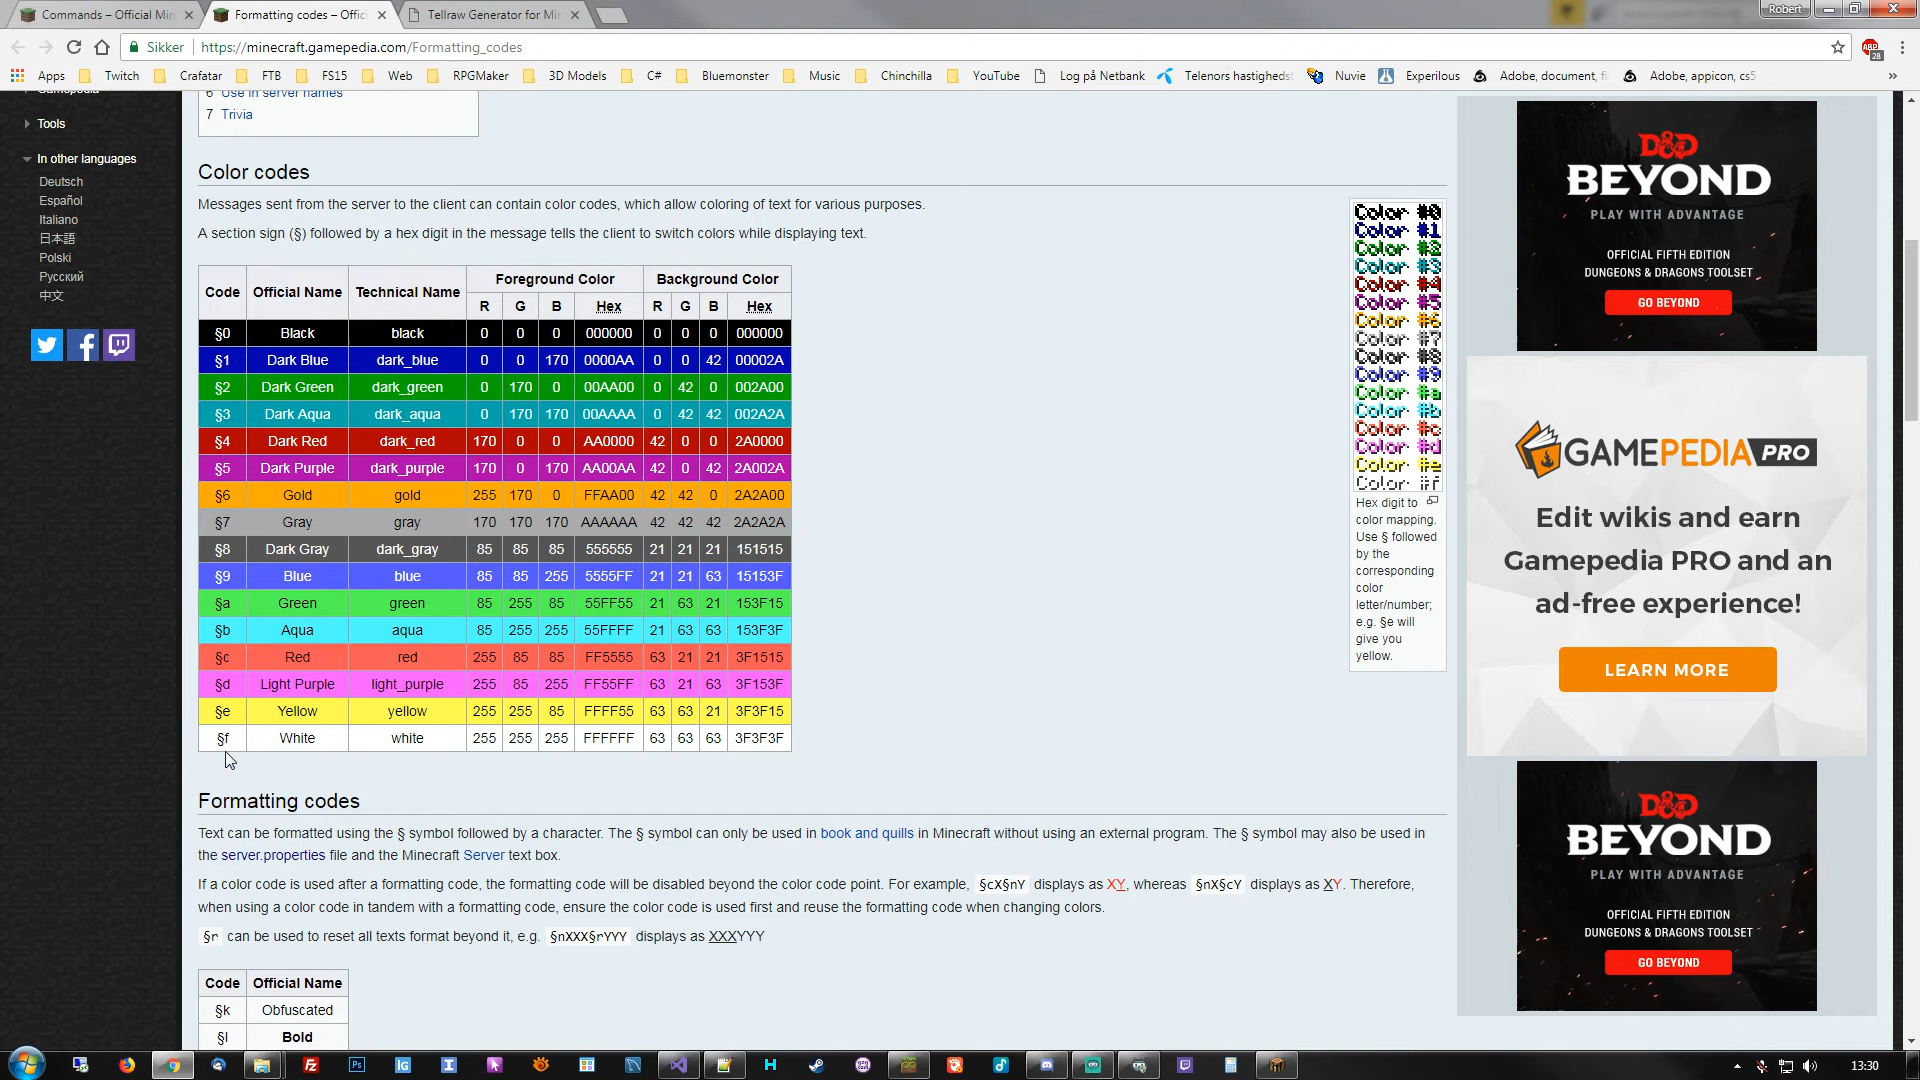 Commands – Official Min
Formatting codes – Offic
Tellraw Generator for Min
Robert
Sikker
https://minecraft.gamepedia.com/Formatting_codes
ABP
28
Apps
Twitch
Crafatar
FTB
FS15
Web
RPGMaker
3D Models
C#
Bluemonster
Music
Chinchilla
YouTube
Log på Netbank
Telenors hastigheds
Nuvie
Experilous
Adobe, document, fi
Adobe, appicon, cs5
»
Gamepedia
Tools
In other languages
Deutsch
Español
Italiano
日本語
Polski
Русский
中文
6 Use in server names
7 Trivia
Color codes
Messages sent from the server to the client can contain color codes, which allow coloring of text for various purposes.
A section sign (§) followed by a hex digit in the message tells the client to switch colors while displaying text.
Code Official Name Technical Name Foreground Color Background Color
R G B Hex R G B Hex
§0 Black black 0 0 0 000000 0 0 0 000000
§1 Dark Blue dark_blue 0 0 170 0000AA 0 0 42 00002A
§2 Dark Green dark_green 0 170 0 00AA00 0 42 0 002A00
§3 Dark Aqua dark_aqua 0 170 170 00AAAA 0 42 42 002A2A
§4 Dark Red dark_red 170 0 0 AA0000 42 0 0 2A0000
§5 Dark Purple dark_purple 170 0 170 AA00AA 42 0 42 2A002A
§6 Gold gold 255 170 0 FFAA00 42 42 0 2A2A00
§7 Gray gray 170 170 170 AAAAAA 42 42 42 2A2A2A
§8 Dark Gray dark_gray 85 85 85 555555 21 21 21 151515
§9 Blue blue 85 85 255 5555FF 21 21 63 15153F
§a Green green 85 255 85 55FF55 21 63 21 153F15
§b Aqua aqua 85 255 255 55FFFF 21 63 63 153F3F
§c Red red 255 85 85 FF5555 63 21 21 3F1515
§d Light Purple light_purple 255 85 255 FF55FF 63 21 63 3F153F
§e Yellow yellow 255 255 85 FFFF55 63 63 21 3F3F15
§f White white 255 255 255 FFFFFF 63 63 63 3F3F3F
Color #0
Color #1
Color #2
Color #3
Color #4
Color #5
Color #6
Color #7
Color #8
Color #9
Color #a
Color #b
Color #c
Color #d
Color #e
Color #f
Hex digit to
color mapping.
Use § followed
by the
corresponding
color
letter/number;
e.g. §e will
give you
yellow.
Formatting codes
Text can be formatted using the § symbol followed by a character. The § symbol can only be used in book and quills in Minecraft without using an external program. The § symbol may also be used in
the server.properties file and the Minecraft Server text box.
If a color code is used after a formatting code, the formatting code will be disabled beyond the color code point. For example, §cX§nY displays as XY, whereas §nX§cY displays as XY. Therefore,
when using a color code in tandem with a formatting code, ensure the color code is used first and reuse the formatting code when changing colors.
§r can be used to reset all texts format beyond it, e.g. §nXXX§rYYY displays as XXXYYY
Code Official Name
§k Obfuscated
§l Bold
D&D
BEYOND
PLAY WITH ADVANTAGE
OFFICIAL FIFTH EDITION
DUNGEONS & DRAGONS TOOLSET
GO BEYOND
GAMEPEDIA PRO
Edit wikis and earn
Gamepedia PRO and an
ad-free experience!
LEARN MORE
D&D
BEYOND
PLAY WITH ADVANTAGE
OFFICIAL FIFTH EDITION
DUNGEONS & DRAGONS TOOLSET
GO BEYOND
13:30